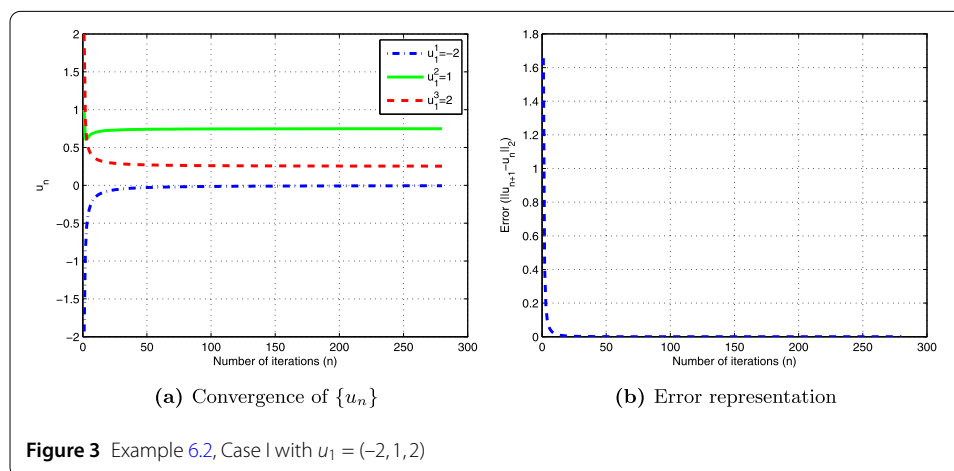 2
1.5
1
0.5
0
−0.5
−1
−1.5
−2
u_n
0 50 100 150 200 250 300
Number of iterations (n)
u_1^1=−2
u_1^2=1
u_1^3=2
(a) Convergence of {u_n}
1.8
1.6
1.4
1.2
1
0.8
0.6
0.4
0.2
0
Error (||u_{n+1}−u_n||_2)
0 50 100 150 200 250 300
Number of iterations (n)
(b) Error representation
Figure 3 Example 6.2, Case I with u_1 = (–2, 1, 2)